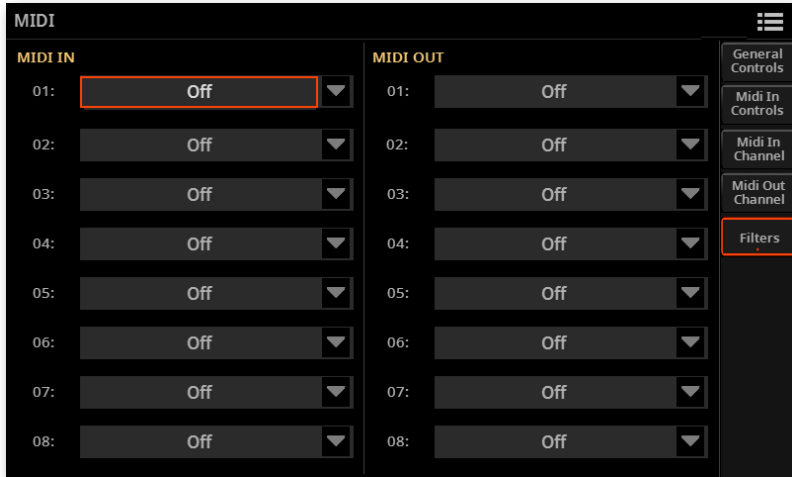 MIDI
MIDI IN
01: Off
02: Off
03: Off
04: Off
05: Off
06: Off
07: Off
08: Off
MIDI OUT
01: Off
02: Off
03: Off
04: Off
05: Off
06: Off
07: Off
08: Off
General
Controls
Midi In
Controls
Midi In
Channel
Midi Out
Channel
Filters